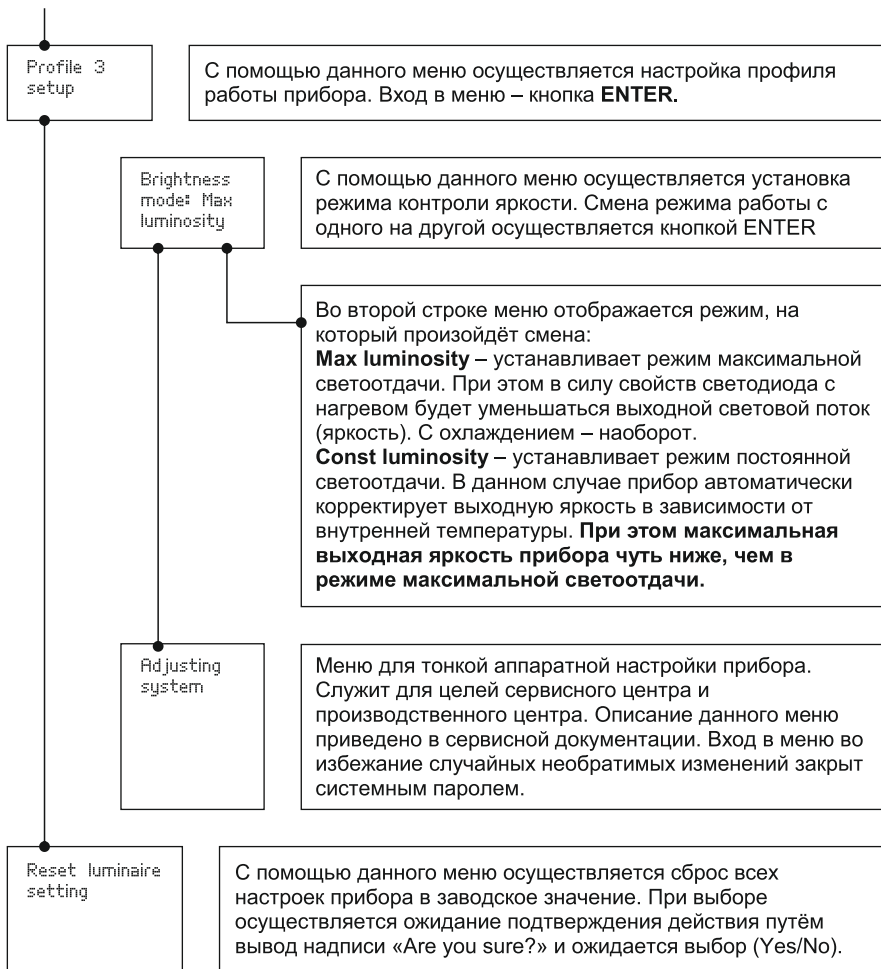 Profile 3
setup
С помощью данного меню осуществляется настройка профиля
работы прибора. Вход в меню – кнопка ENTER.
Brightness
mode: Max
luminosity
С помощью данного меню осуществляется установка
режима контроли яркости. Смена режима работы с
одного на другой осуществляется кнопкой ENTER
Во второй строке меню отображается режим, на
который произойдёт смена:
Max luminosity – устанавливает режим максимальной
светоотдачи. При этом в силу свойств светодиода с
нагревом будет уменьшаться выходной световой поток
(яркость). С охлаждением – наоборот.
Const luminosity – устанавливает режим постоянной
светоотдачи. В данном случае прибор автоматически
корректирует выходную яркость в зависимости от
внутренней температуры. При этом максимальная
выходная яркость прибора чуть ниже, чем в
режиме максимальной светоотдачи.
Adjusting
system
Меню для тонкой аппаратной настройки прибора.
Служит для целей сервисного центра и
производственного центра. Описание данного меню
приведено в сервисной документации. Вход в меню во
избежание случайных необратимых изменений закрыт
системным паролем.
Reset luminaire
setting
С помощью данного меню осуществляется сброс всех
настроек прибора в заводское значение. При выборе
осуществляется ожидание подтверждения действия путём
вывод надписи «Are you sure?» и ожидается выбор (Yes/No).